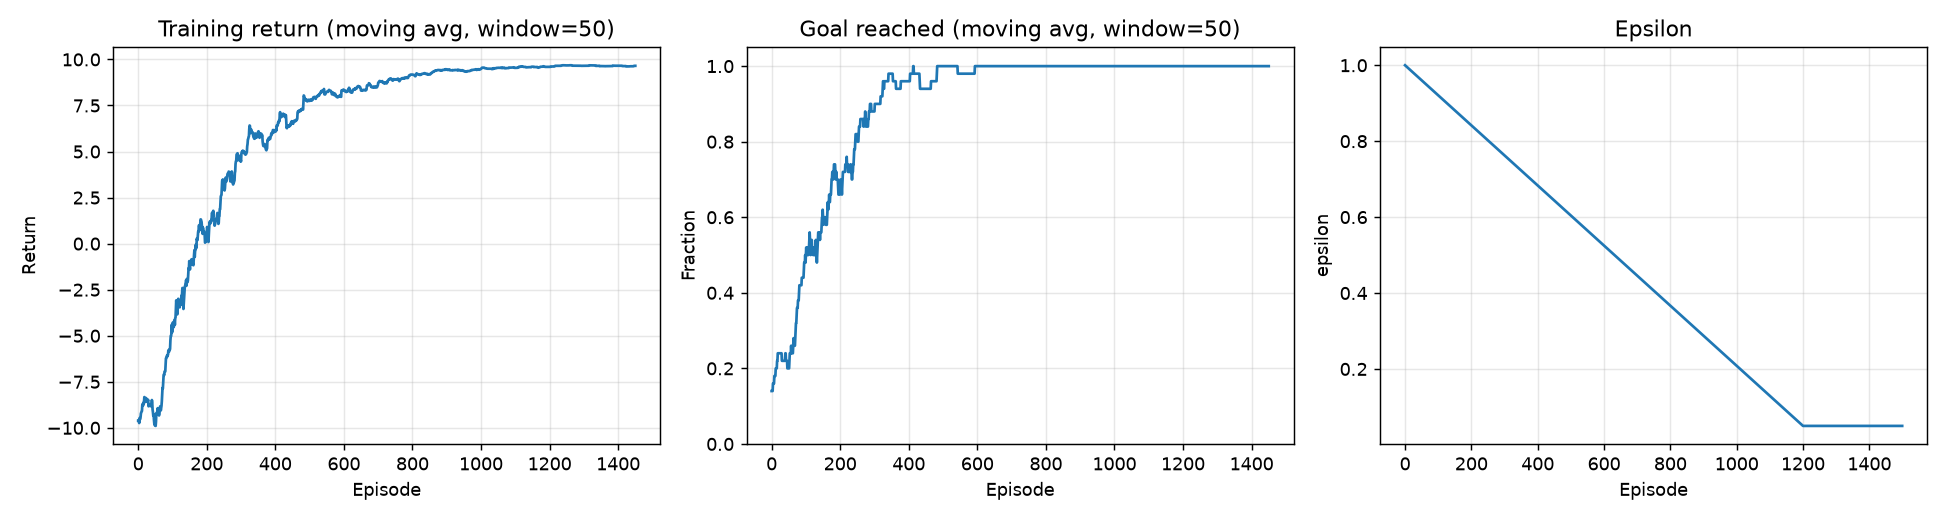 Training return (moving avg, window=50)
10.0
7.5
5.0
2.5
0.0
−2.5
−5.0
−7.5
−10.0
Return
0 200 400 600 800 1000 1200 1400
Episode
Goal reached (moving avg, window=50)
1.0
0.8
0.6
0.4
0.2
0.0
Fraction
0 200 400 600 800 1000 1200 1400
Episode
Epsilon
1.0
0.8
0.6
0.4
0.2
epsilon
0 200 400 600 800 1000 1200 1400
Episode